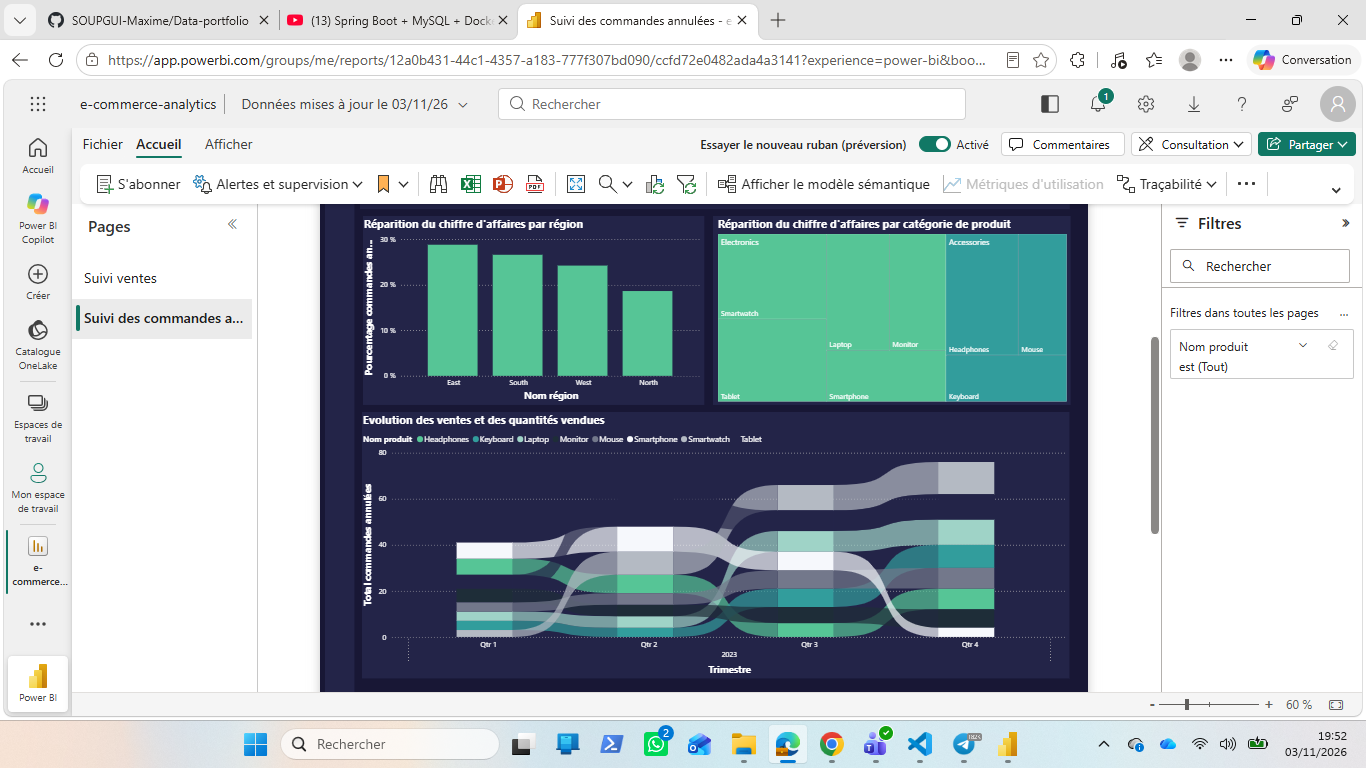 SOUPGUI-Maxime/Data-portfolio
(13) Spring Boot + MySQL + Docke
Suivi des commandes annulées - e
https://app.powerbi.com/groups/me/reports/12a0b431-44c1-4357-a183-777f307bd090/ccfd72e0482ada4a3141?experience=power-bi&boo...
Conversation
e-commerce-analytics
Données mises à jour le 03/11/26
Rechercher
1
Fichier
Accueil
Afficher
Essayer le nouveau ruban (préversion)
Activé
Commentaires
Consultation
Partager
S'abonner
Alertes et supervision
Afficher le modèle sémantique
Métriques d'utilisation
Traçabilité
Accueil
Power BI
Copilot
Créer
Catalogue
OneLake
Espaces de
travail
Mon espace
de travail
e-
commerce...
Power BI
Pages
Suivi ventes
Suivi des commandes a...
Réparition du chiffre d'affaires par région
Pourcentage commandes an...
30 %
20 %
10 %
0 %
East
South
West
North
Nom région
Réparition du chiffre d'affaires par catégorie de produit
Electronics
Smartwatch
Tablet
Laptop
Monitor
Smartphone
Accessories
Headphones
Mouse
Keyboard
Evolution des ventes et des quantités vendues
Nom produit
Headphones
Keyboard
Laptop
Monitor
Mouse
Smartphone
Smartwatch
Tablet
Total commandes annulées
80
60
40
20
0
Qtr 1
Qtr 2
Qtr 3
Qtr 4
2023
Trimestre
Filtres
Rechercher
Filtres dans toutes les pages
...
Nom produit
est (Tout)
- + 60 %
Rechercher
2
19:52
03/11/2026